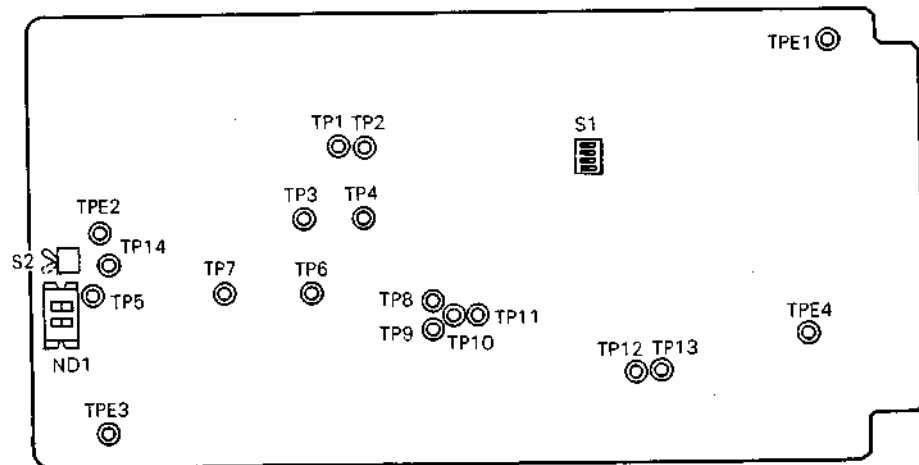 TPE1
TP1 TP2
S1
TP3 TP4
TPE2
S2 TP14
TP7 TP6
TP5
TP8
TP11
TPE4
TP9 TP10
TP12 TP13
ND1
TPE3